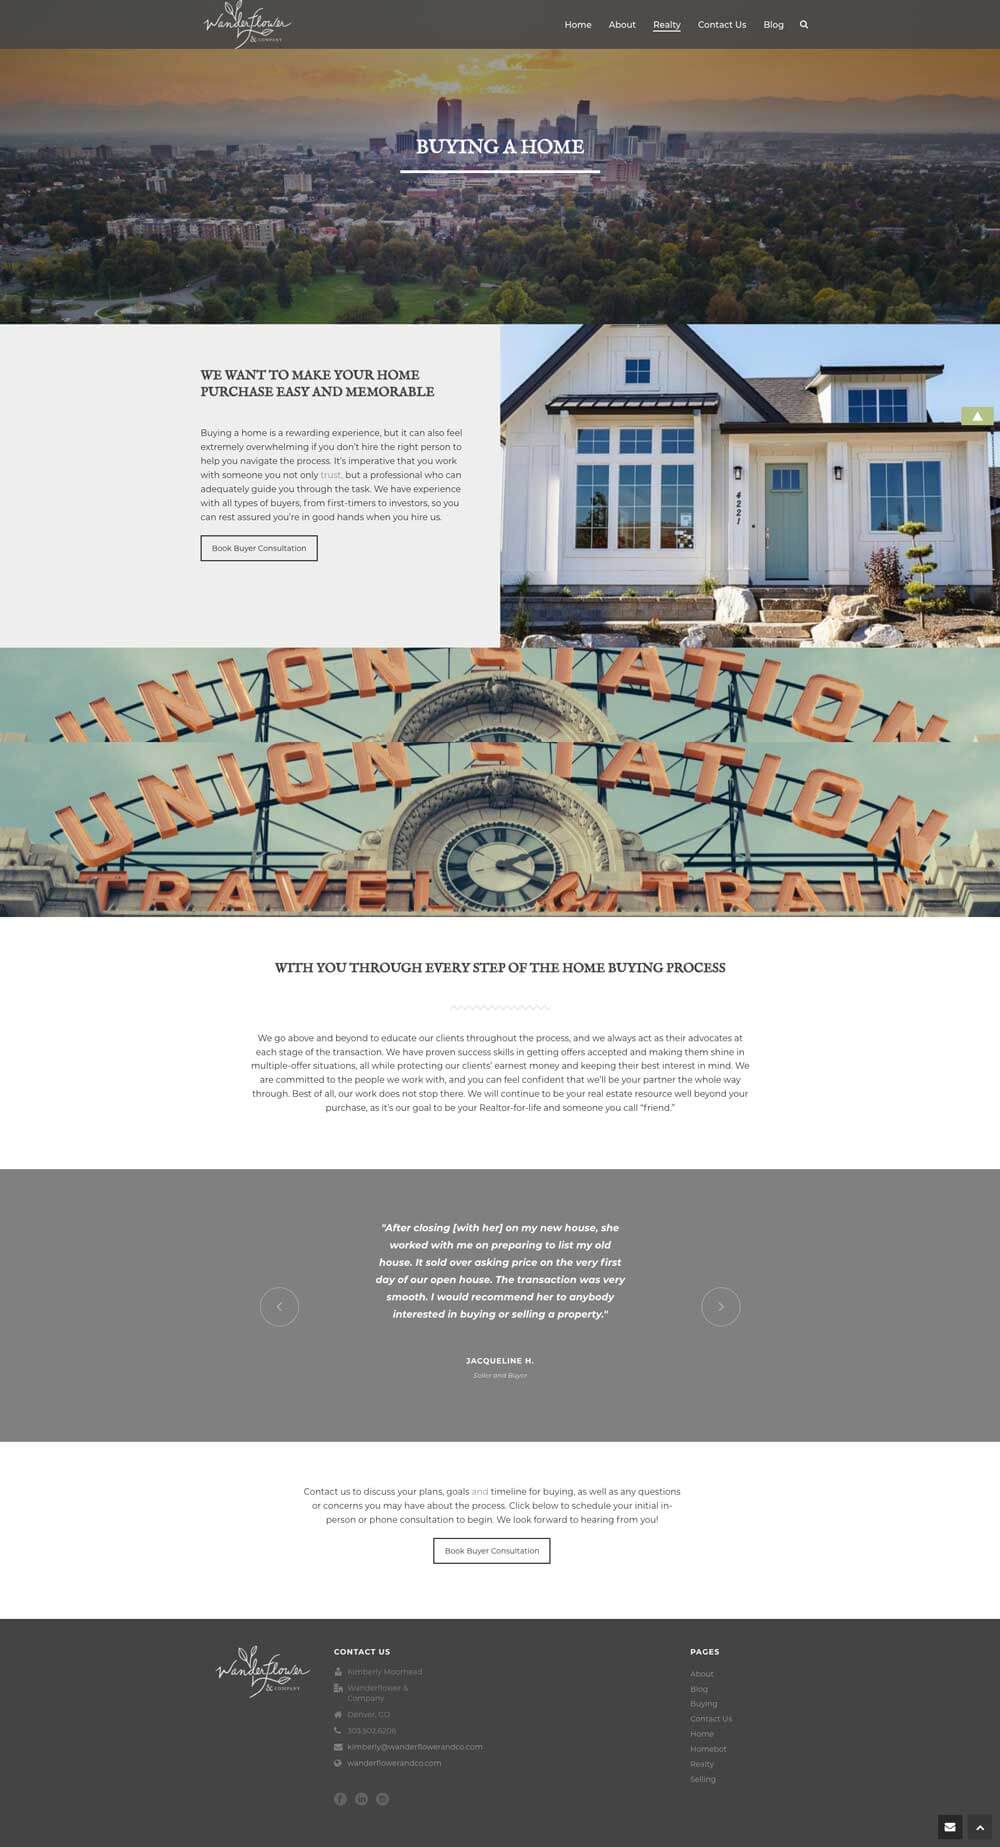 Wanderflower
& COMPANY
Home About Realty Contact Us Blog
BUYING A HOME
WE WANT TO MAKE YOUR HOME
PURCHASE EASY AND MEMORABLE
Buying a home is a rewarding experience, but it can also feel
extremely overwhelming if you don't hire the right person to
help you navigate the process. It's imperative that you work
with someone you not only trust, but a professional who can
adequately guide you through the task. We have experience
with all types of buyers, from first-timers to investors, so you
can rest assured you're in good hands when you hire us.
Book Buyer Consultation
4221
UNION STATION
UNION STATION
TRAVEL by TRAIN
WITH YOU THROUGH EVERY STEP OF THE HOME BUYING PROCESS
We go above and beyond to educate our clients throughout the process, and we always act as their advocates at
each stage of the transaction. We have proven success skills in getting offers accepted and making them shine in
multiple-offer situations, all while protecting our clients' earnest money and keeping their best interest in mind. We
are committed to the people we work with, and you can feel confident that we'll be your partner the whole way
through. Best of all, our work does not stop there. We will continue to be your real estate resource well beyond your
purchase, as it's our goal to be your Realtor-for-life and someone you call "friend."
"After closing [with her] on my new house, she
worked with me on preparing to list my old
house. It sold over asking price on the very first
day of our open house. The transaction was very
smooth. I would recommend her to anybody
interested in buying or selling a property."
JACQUELINE H.
Seller and Buyer
Contact us to discuss your plans, goals and timeline for buying, as well as any questions
or concerns you may have about the process. Click below to schedule your initial in-
person or phone consultation to begin. We look forward to hearing from you!
Book Buyer Consultation
Wanderflower
& COMPANY
CONTACT US
Kimberly Moorhead
Wanderflower &
Company
Denver, CO
303.502.6206
kimberly@wanderflowerandco.com
wanderflowerandco.com
PAGES
About
Blog
Buying
Contact Us
Home
Homebot
Realty
Selling